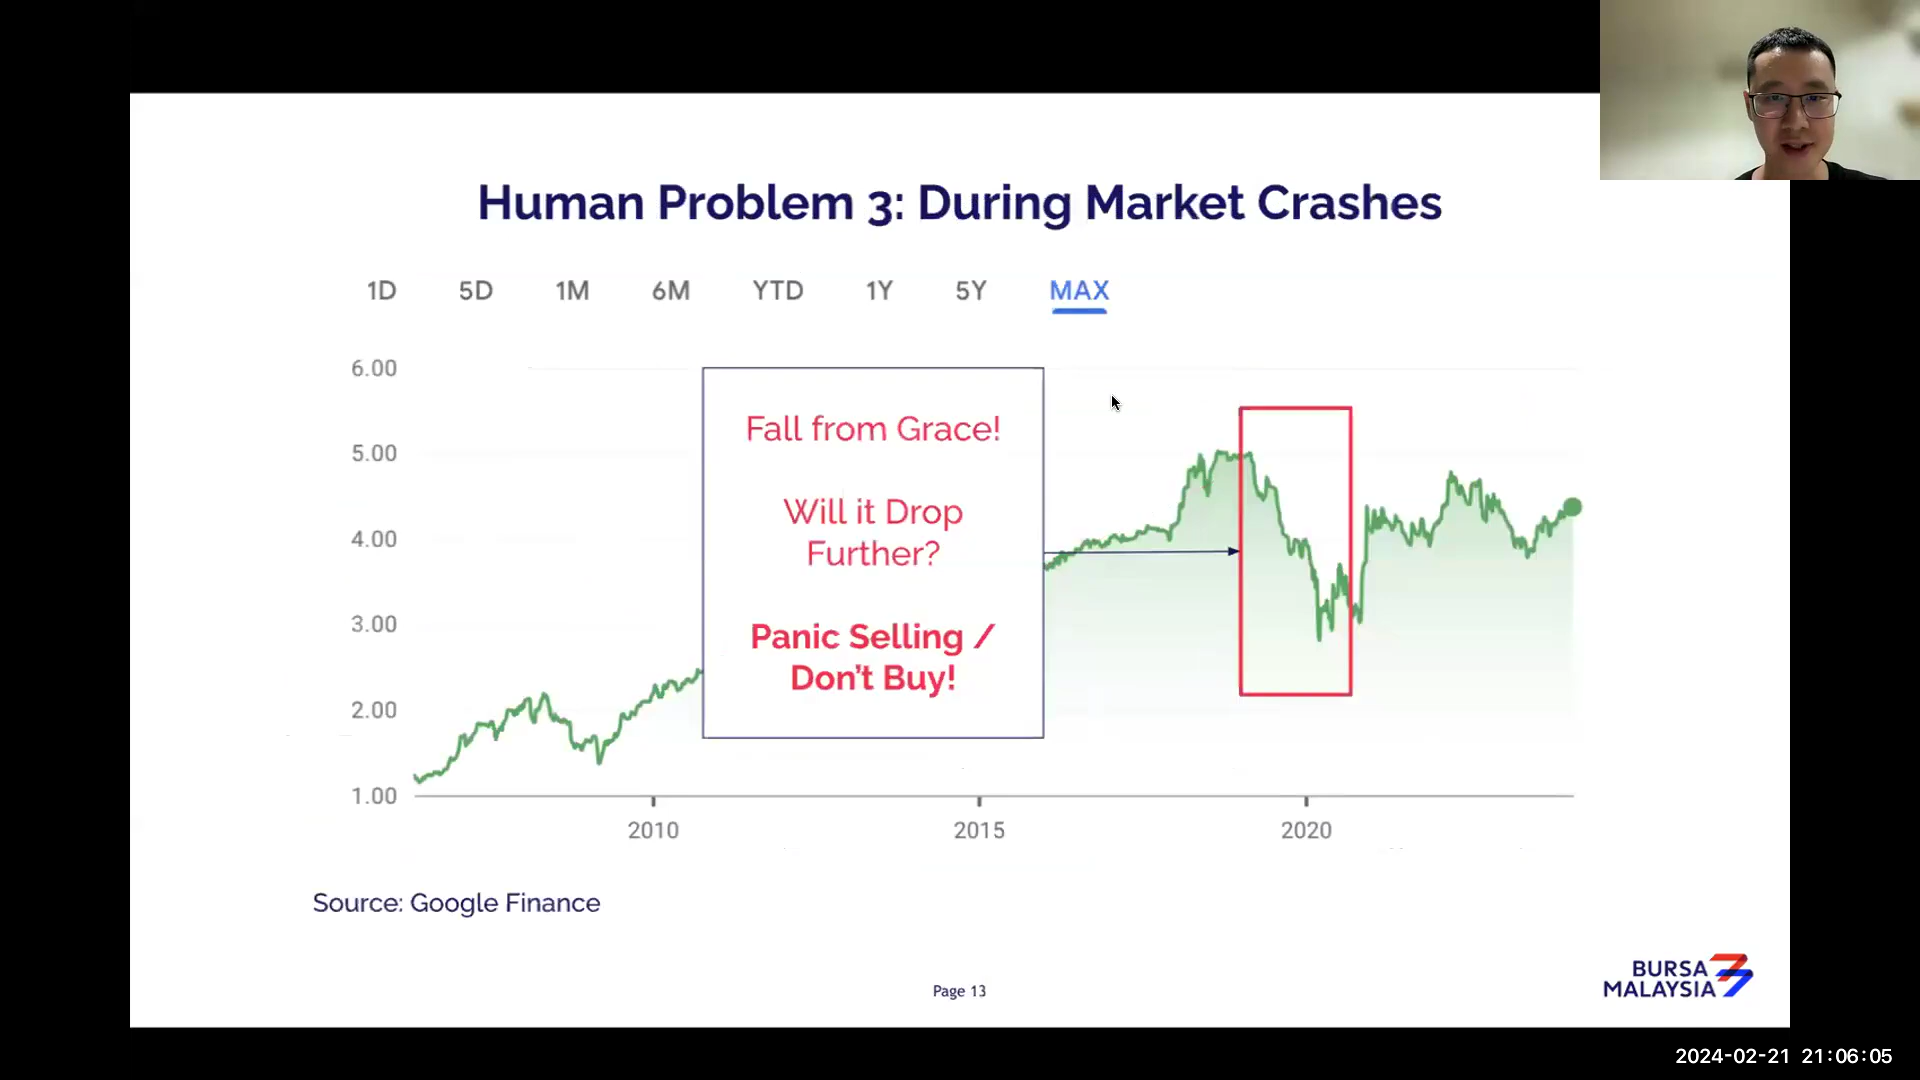 Human Problem 3: During Market Crashes
1D 5D 1M 6M YTD 1Y 5Y MAX
6.00
5.00
4.00
3.00
2.00
1.00
Fall from Grace!
Will it Drop
Further?
Panic Selling /
Don't Buy!
2010 2015 2020
Source: Google Finance
Page 13
BURSA
MALAYSIA
2024-02-21 21:06:05